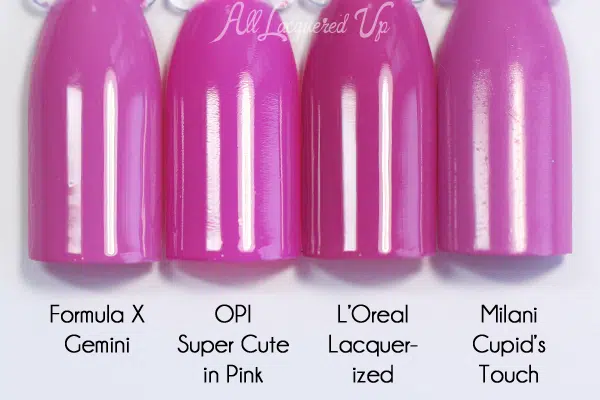 All Lacquered Up
Formula X
Gemini
OPI
Super Cute
in Pink
L'Oreal
Lacquer-
ized
Milani
Cupid's
Touch